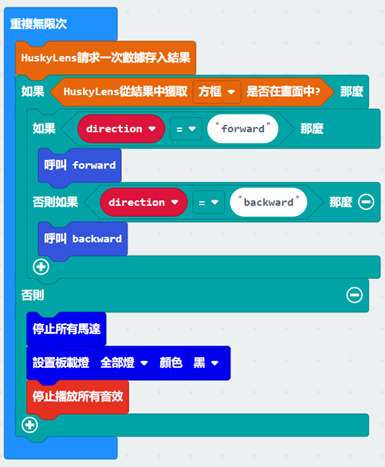 重複無限次
HuskyLens請求一次數據存入結果
如果 HuskyLens從結果中獲取 方框 是否在畫面中? 那麼
如果 direction = "forward" 那麼
呼叫 forward
否則如果 direction = "backward" 那麼
呼叫 backward
否則
停止所有馬達
設置板載燈 全部燈 顏色 黑
停止播放所有音效